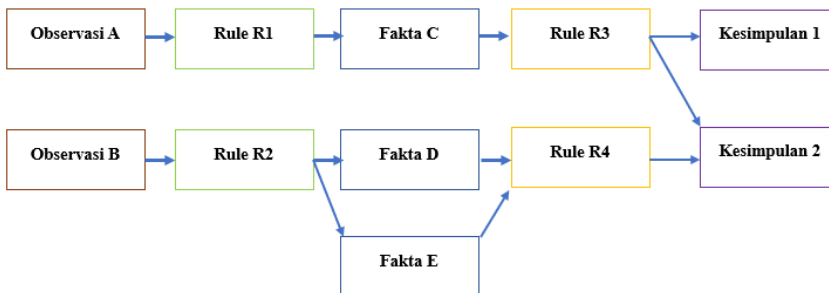 Observasi A
Rule R1
Fakta C
Rule R3
Kesimpulan 1
Observasi B
Rule R2
Fakta D
Rule R4
Kesimpulan 2
Fakta E